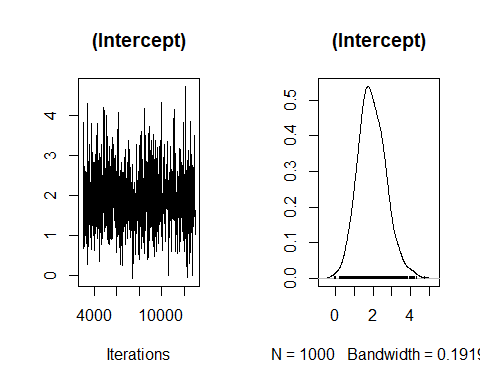 (Intercept)
(Intercept)
4
3
2
1
0
0.5
0.4
0.3
0.2
0.1
0.0
4000 10000
0 2 4
Iterations
N = 1000 Bandwidth = 0.1919